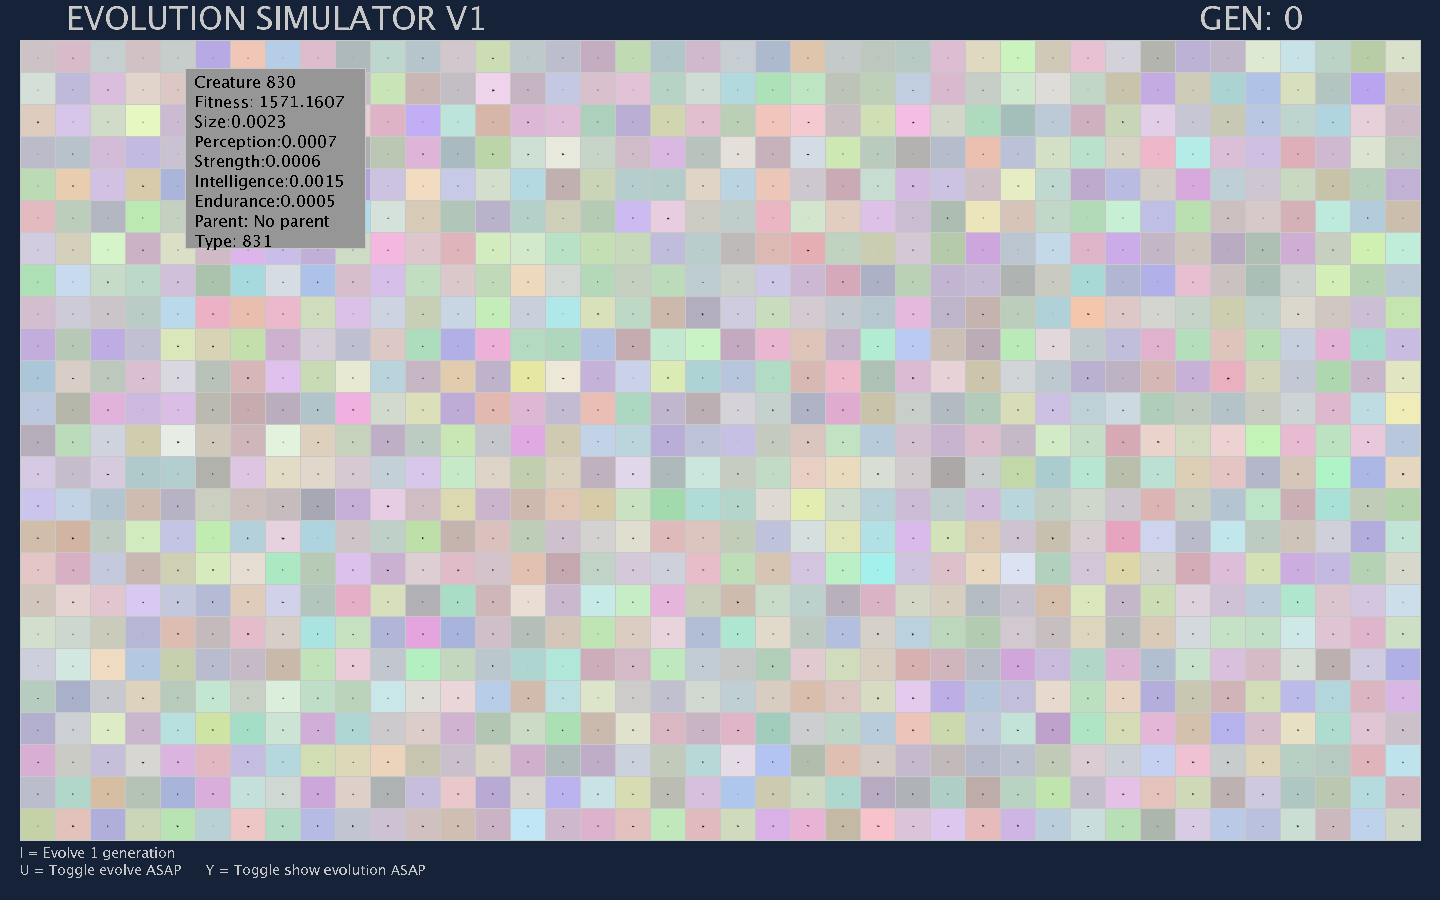 EVOLUTION SIMULATOR V1
GEN: 0
Creature 830
Fitness: 1571.1607
Size:0.0023
Perception:0.0007
Strength:0.0006
Intelligence:0.0015
Endurance:0.0005
Parent: No parent
Type: 831
I = Evolve 1 generation
U = Toggle evolve ASAP Y = Toggle show evolution ASAP